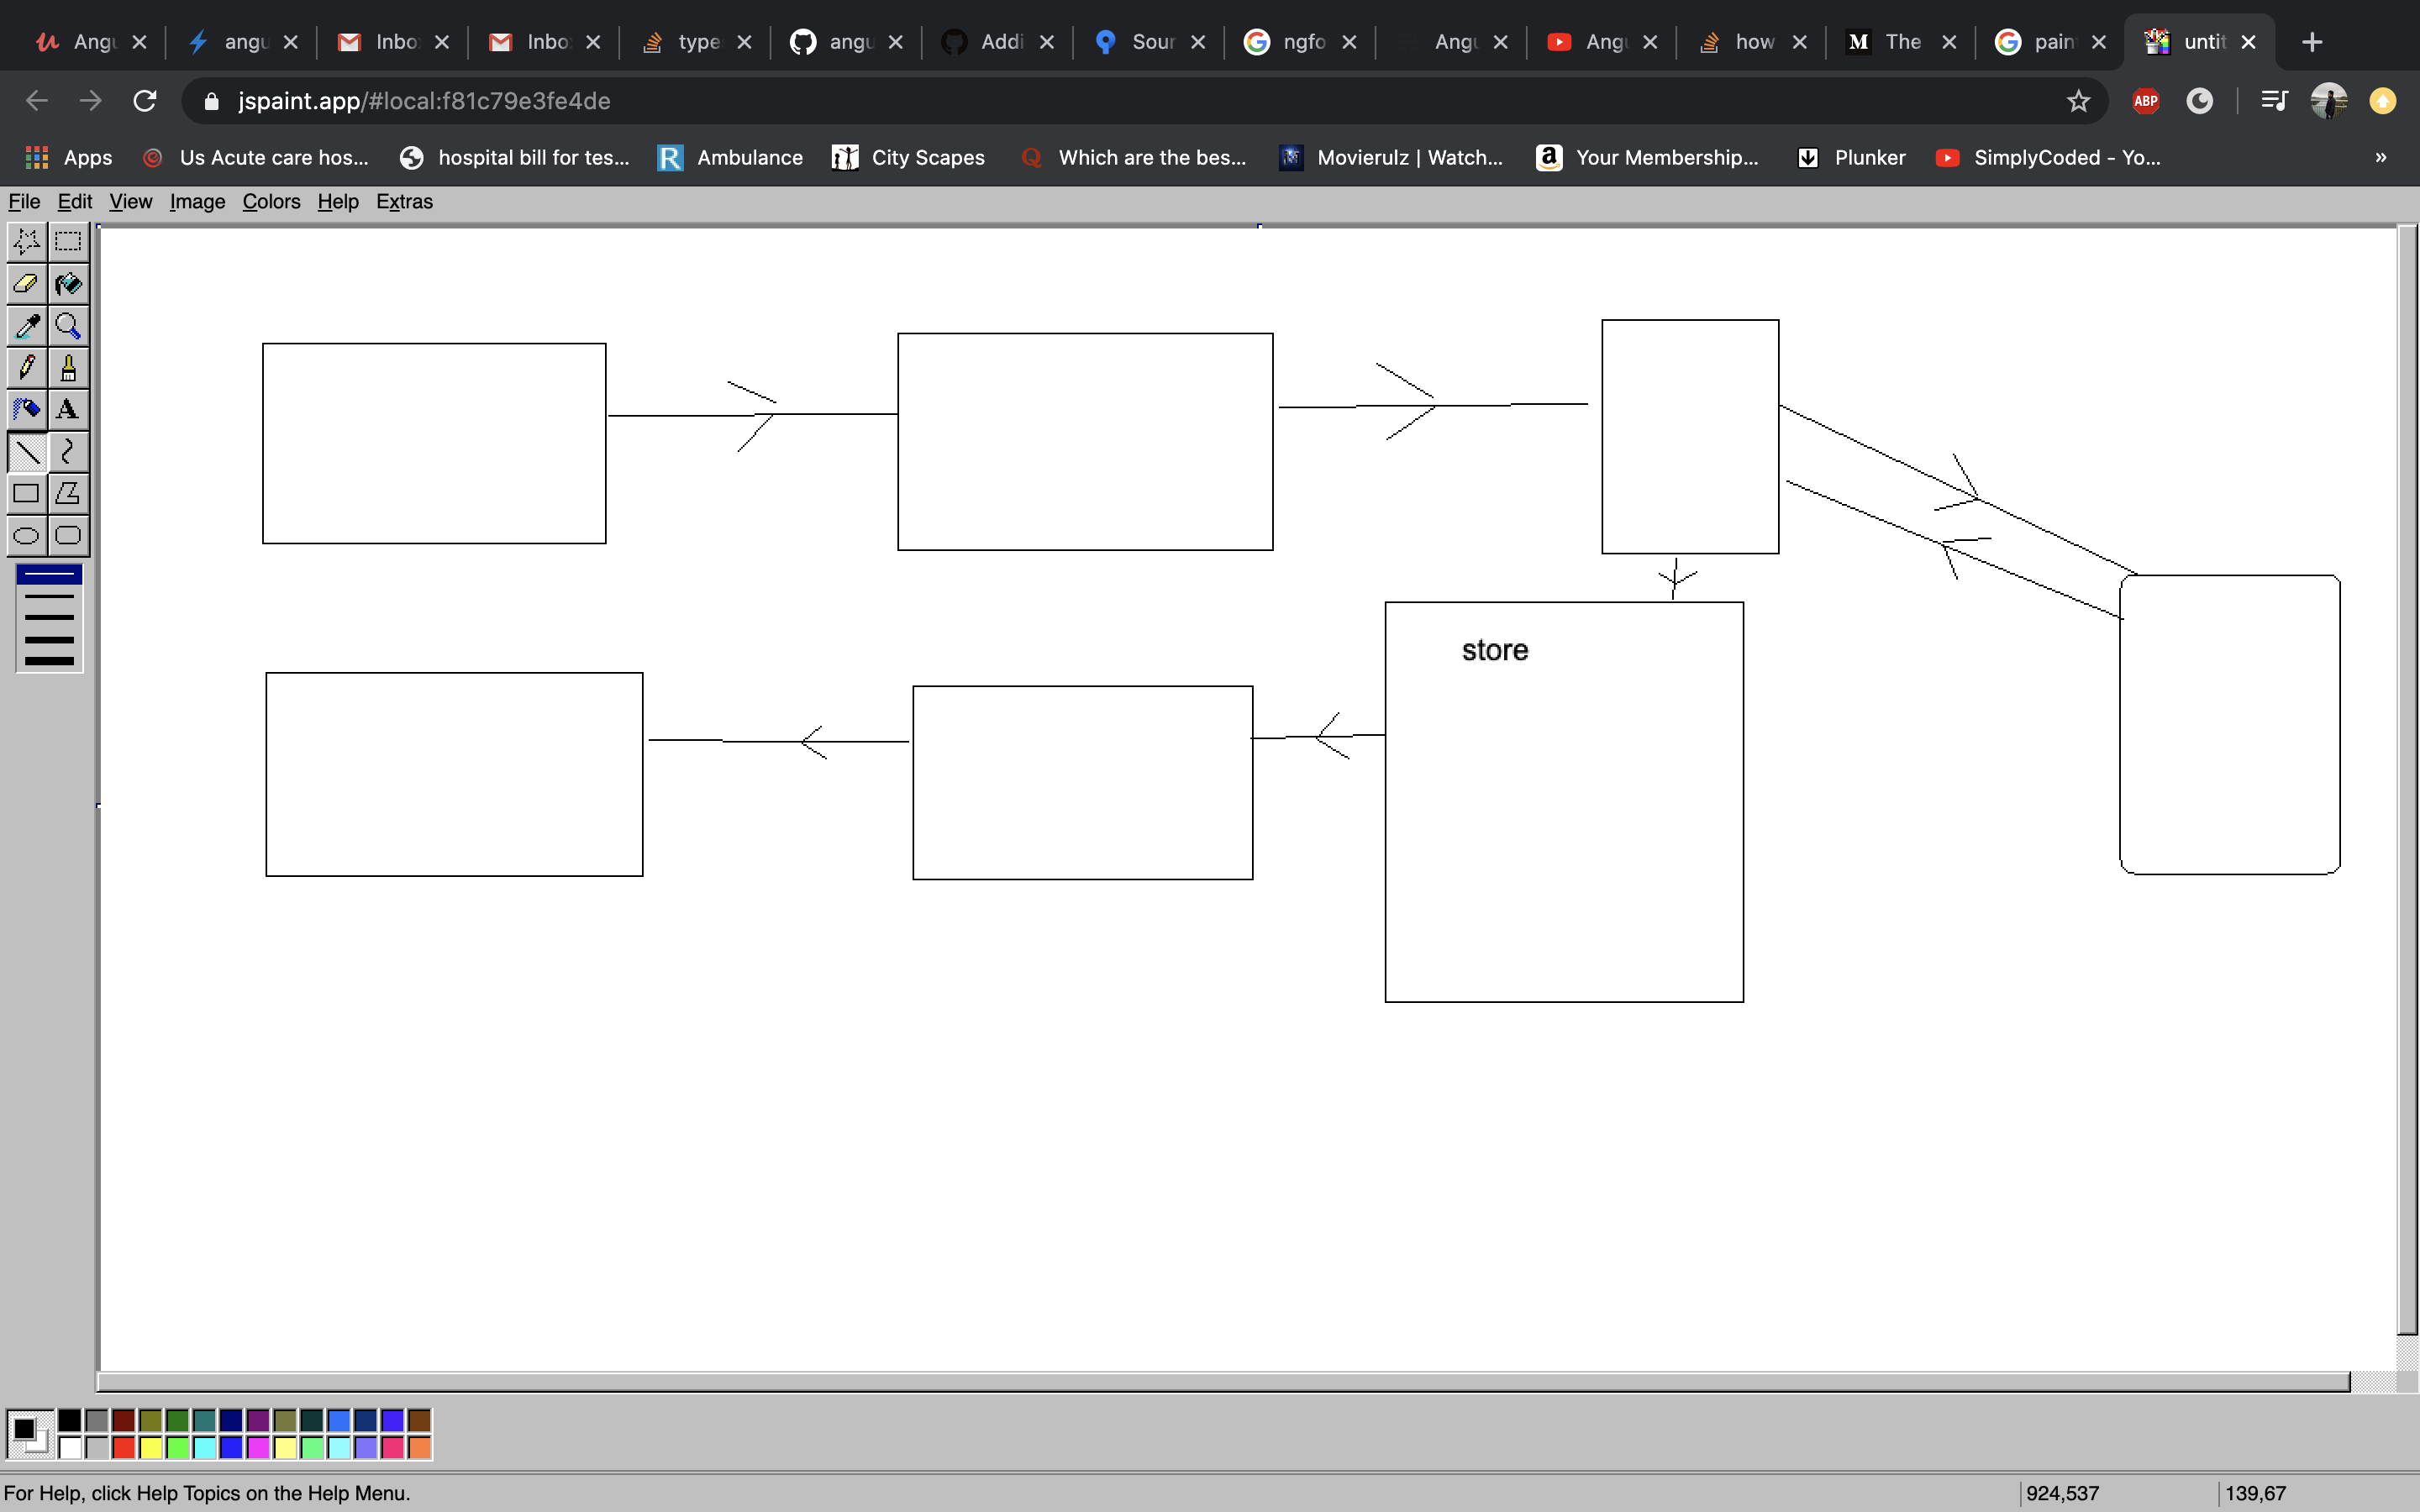 Angu angu Inbo Inbo type angu Addi Sour ngfo Angu Angu how The pain untit
jspaint.app/#local:f81c79e3fe4de ABP
Apps Us Acute care hos... hospital bill for tes... R Ambulance City Scapes Which are the bes... Movierulz | Watch... Your Membership... Plunker SimplyCoded - Yo... »
File Edit View Image Colors Help Extras
A
store
For Help, click Help Topics on the Help Menu. 924,537 139,67